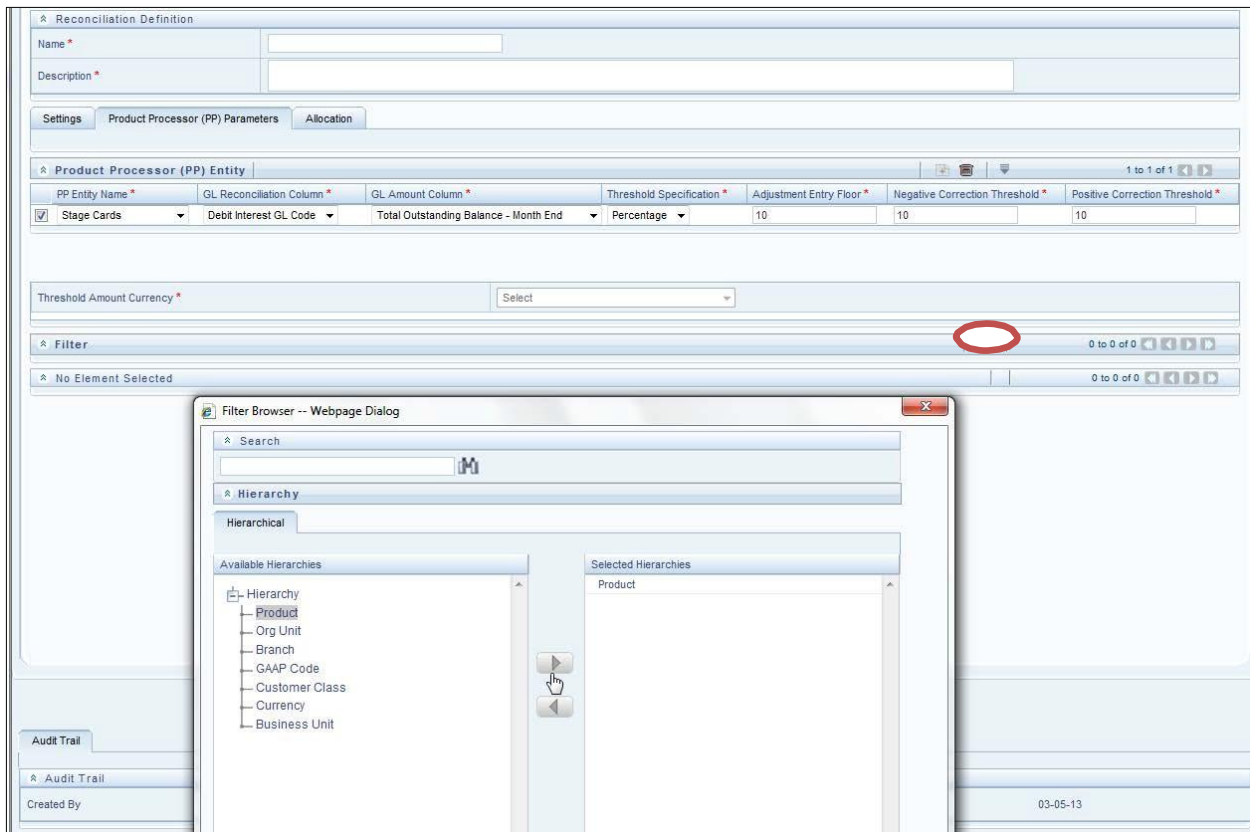 Reconciliation Definition
Name *
Description *
Settings Product Processor (PP) Parameters Allocation
Product Processor (PP) Entity 1 to 1 of 1
PP Entity Name * GL Reconciliation Column * GL Amount Column * Threshold Specification * Adjustment Entry Floor * Negative Correction Threshold * Positive Correction Threshold *
Stage Cards Debit Interest GL Code Total Outstanding Balance - Month End Percentage 10 10 10
Threshold Amount Currency * Select
Filter 0 to 0 of 0
No Element Selected 0 to 0 of 0
Filter Browser -- Webpage Dialog
Search
Hierarchy
Hierarchical
Available Hierarchies Selected Hierarchies
Hierarchy Product
Product
Org Unit
Branch
GAAP Code
Customer Class
Currency
Business Unit
Audit Trail
Audit Trail
Created By 03-05-13